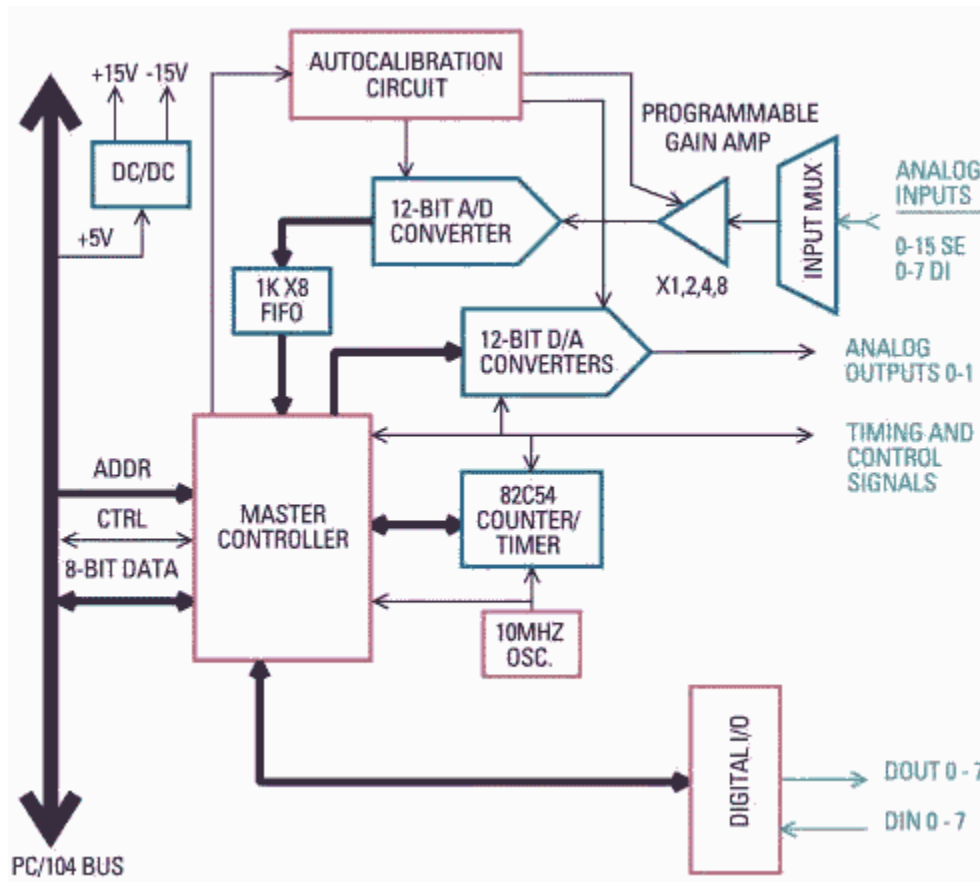 AUTOCALIBRATION
CIRCUIT
+15V -15V
DC/DC
+5V
PROGRAMMABLE
GAIN AMP
INPUT MUX
ANALOG
INPUTS
0-15 SE
0-7 DI
X1,2,4,8
12-BIT A/D
CONVERTER
1K X8
FIFO
12-BIT D/A
CONVERTERS
ANALOG
OUTPUTS 0-1
TIMING AND
CONTROL
SIGNALS
ADDR
CTRL
8-BIT DATA
MASTER
CONTROLLER
82C54
COUNTER/
TIMER
10MHZ
OSC.
DIGITAL I/O
DOUT 0 - 7
DIN 0 - 7
PC/104 BUS